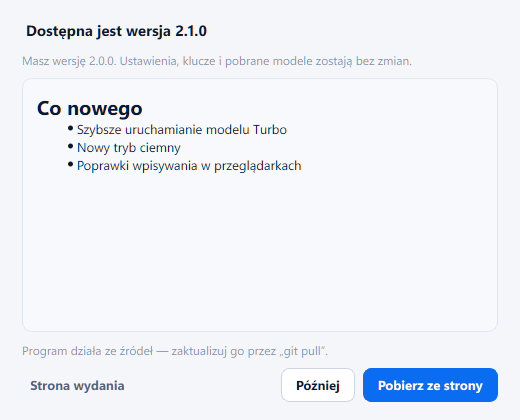 Dostępna jest wersja 2.1.0
Masz wersję 2.0.0. Ustawienia, klucze i pobrane modele zostają bez zmian.
Co nowego
• Szybsze uruchamianie modelu Turbo
• Nowy tryb ciemny
• Poprawki wpisywania w przeglądarkach
Program działa ze źródeł — zaktualizuj go przez „git pull”.
Strona wydania
Później
Pobierz ze strony